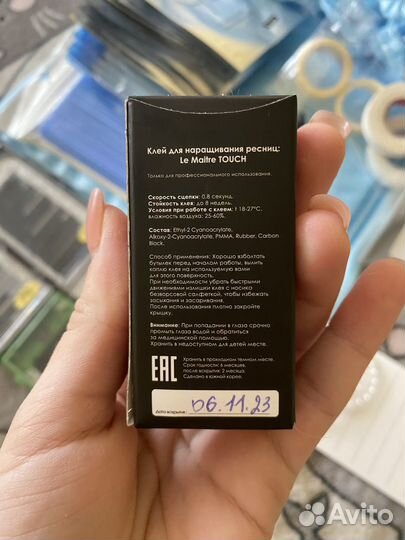 Клей для наращивания ресниц:
Le Maitre TOUCH
Только для профессионального использования.
Скорость сцепки: 0.8 секунд.
Стойкость клея: до 8 недель.
Условия при работе с клеем: t 18-27°C,
влажность воздуха: 25-60%.
Состав: Ethyl-2 Cyanoacrylate,
Alkoxy-2-Cyanoacrylate, PMMA, Rubber, Carbon
Black.
Способ применения: Хорошо взболтать
бутылек перед началом работы, вылить
каплю клея на используемую вами
для этого поверхность.
При необходимости убрать быстрыми
движениями излишки клея с носика
безворсовой салфеткой, чтобы избежать
засыхания и засаривания.
После использования плотно закройте
крышку.
Внимание: При попадании в глаза срочно
промыть глаза водой и обратиться
за медицинской помощью.
Хранить в недоступном для детей месте.
EAC
Хранить в прохладном темном месте.
Срок годности: 6 месяцев,
после вскрытия: 2 месяца.
Сделано в Южной корее.
Дата вскрытия: 06.11.23
Avito